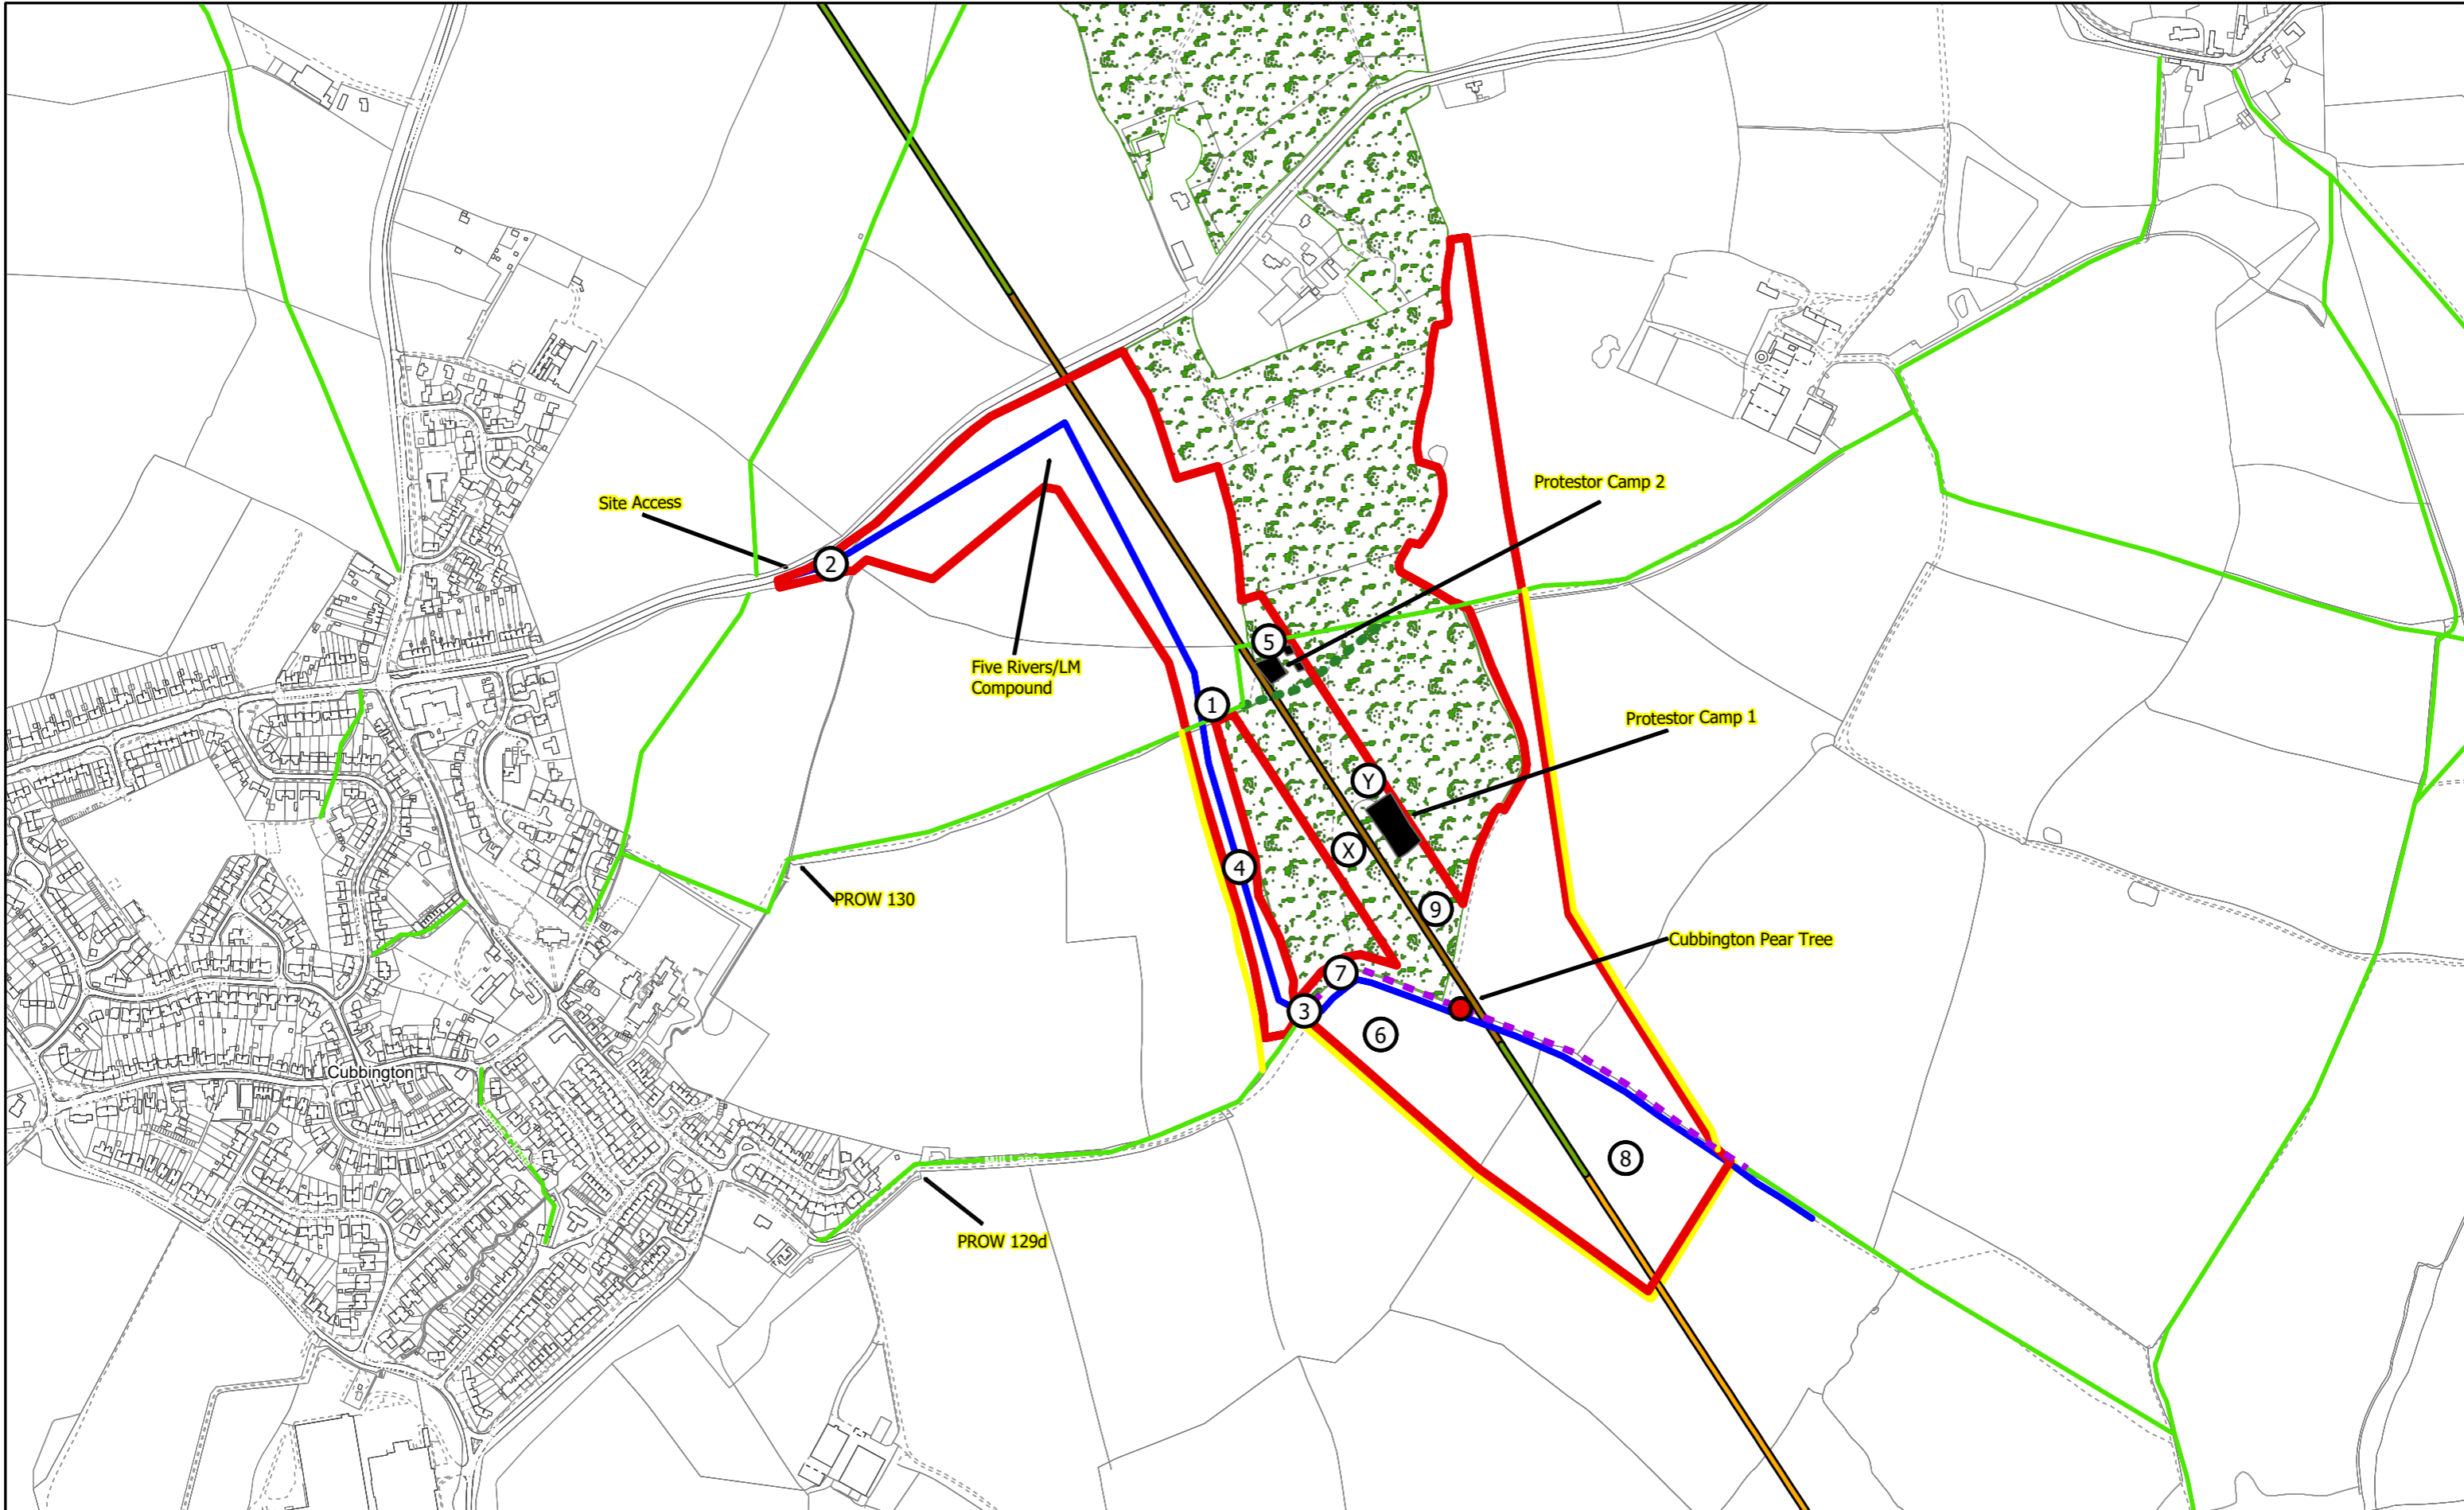 Protestor Camp 2
Site Access
2
5
Five Rivers/LM
Compound
1
Protestor Camp 1
Y
X
4
PROW 130
9
Cubbington Pear Tree
7
3
6
Cubbington
8
PROW 129d